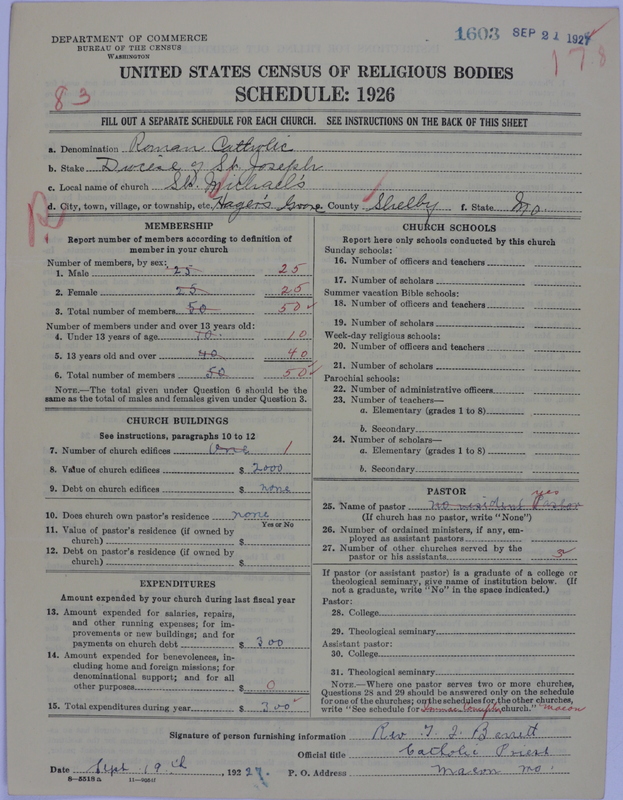 DEPARTMENT OF COMMERCE
BUREAU OF THE CENSUS
WASHINGTON
1603 SEP 21 1927
178
83
UNITED STATES CENSUS OF RELIGIOUS BODIES
SCHEDULE: 1926
FILL OUT A SEPARATE SCHEDULE FOR EACH CHURCH. SEE INSTRUCTIONS ON THE BACK OF THIS SHEET
a. Denomination Roman Catholic
b. Stake Diocese of St. Joseph
c. Local name of church St. Michael's
d. City, town, village, or township, etc. Hager's Grove e. County Shelby f. State Mo
R
MEMBERSHIP
Report number of members according to definition of member in your church
Number of members, by sex:
1. Male 25 25
2. Female 25 25
3. Total number of members 50 50
Number of members under and over 13 years old:
4. Under 13 years of age 10 10
5. 13 years old and over 40 40
6. Total number of members 50 50
NOTE.—The total given under Question 6 should be the same as the total of males and females given under Question 3.
CHURCH BUILDINGS
See instructions, paragraphs 10 to 12
7. Number of church edifices one 1
8. Value of church edifices $ 2000
9. Debt on church edifices $ none
10. Does church own pastor's residence none
Yes or No
11. Value of pastor's residence (if owned by church) $
12. Debt on pastor's residence (if owned by church) $
EXPENDITURES
Amount expended by your church during last fiscal year
13. Amount expended for salaries, repairs, and other running expenses; for improvements or new buildings; and for payments on church debt $ 300
14. Amount expended for benevolences, including home and foreign missions; for denominational support; and for all other purposes $ 0
15. Total expenditures during year $ 300
CHURCH SCHOOLS
Report here only schools conducted by this church
Sunday schools:
16. Number of officers and teachers
17. Number of scholars
Summer vacation Bible schools:
18. Number of officers and teachers
19. Number of scholars
Week-day religious schools:
20. Number of officers and teachers
21. Number of scholars
Parochial schools:
22. Number of administrative officers
23. Number of teachers—
a. Elementary (grades 1 to 8)
b. Secondary
24. Number of scholars—
a. Elementary (grades 1 to 8)
b. Secondary
PASTOR
yes
25. Name of pastor no resident Pastor
(If church has no pastor, write "None")
26. Number of ordained ministers, if any, employed as assistant pastors
27. Number of other churches served by the pastor or his assistants 3
If pastor (or assistant pastor) is a graduate of a college or theological seminary, give name of institution below. (If not a graduate, write "No" in the space indicated.)
Pastor:
28. College
29. Theological seminary
Assistant pastor:
30. College
31. Theological seminary
NOTE.—Where one pastor serves two or more churches, Questions 28 and 29 should be answered only on the schedule for one of the churches; on the schedules for the other churches, write "See schedule for church." Macon
Signature of person furnishing information Rev. T. J.
Official title Catholic Priest
Date Sept 19th, 1927. P. O. Address Macon Mo.
8—5518a